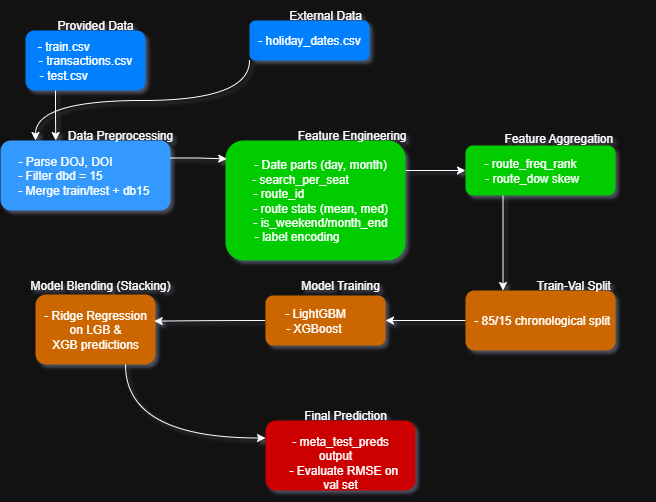 Provided Data
- train.csv
- transactions.csv
- test.csv
External Data
- holiday_dates.csv
Data Preprocessing
- Parse DOJ, DOI
- Filter dbd = 15
- Merge train/test + db15
Feature Engineering
- Date parts (day, month)
- search_per_seat
- route_id
- route stats (mean, med)
- is_weekend/month_end
- label encoding
Feature Aggregation
- route_freq_rank
- route_dow skew
Train-Val Split
- 85/15 chronological split
Model Training
- LightGBM
- XGBoost
Model Blending (Stacking)
- Ridge Regression
on LGB &
XGB predictions
Final Prediction
- meta_test_preds
output
- Evaluate RMSE on
val set